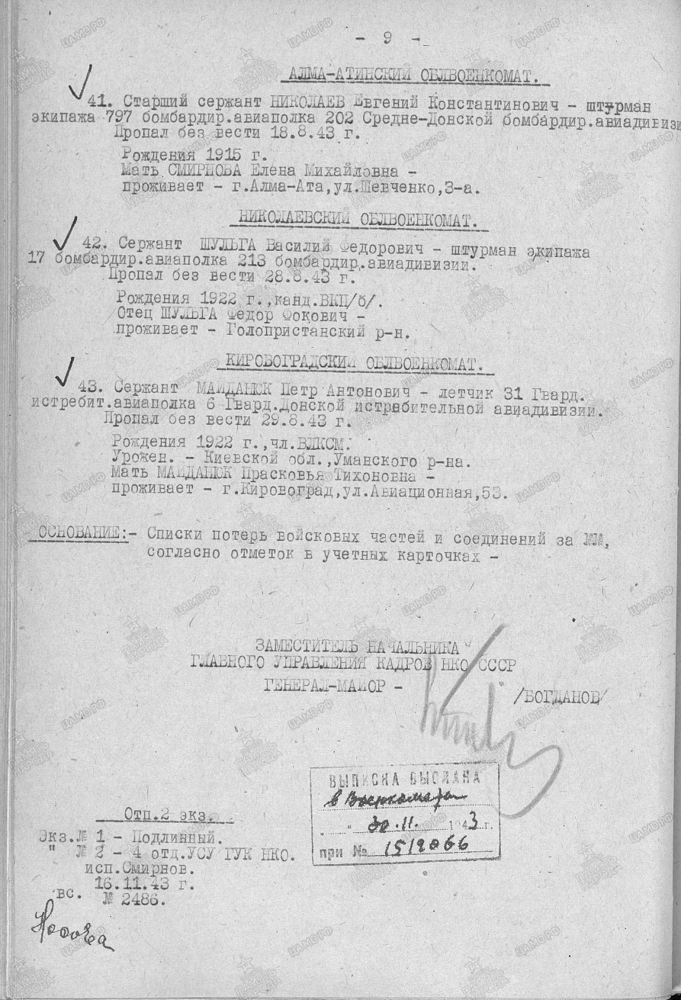 - 9 -
АЛМА-АТИНСКИЙ ОБЛВОЕНКОМАТ.
41. Старший сержант НИКОЛАЕВ Евгений Константинович - штурман
экипажа 797 бомбардир.авиаполка 202 Средне-Донской бомбардир.авиадивизи
Пропал без вести 18.8.43 г.
Рождения 1915 г.
Мать СМИРНОВА Елена Михайловна -
проживает - г.Алма-Ата,ул.Шевченко,3-а.
НИКОЛАЕВСКИЙ ОБЛВОЕНКОМАТ.
42. Сержант ШУЛЬГА Василий Федорович - штурман экипажа
17 бомбардир.авиаполка 213 бомбардир.авиадивизии.
Пропал без вести 28.8.43 г.
Рождения 1922 г.,канд.ВКП/б/.
Отец ШУЛЬГА Федор Фокович -
проживает - Голопристанский р-н.
КИРОВОГРАДСКИЙ ОБЛВОЕНКОМАТ.
43. Сержант МАЙДАНЮК Петр Антонович - летчик 31 Гвард.
истребит.авиаполка 6 Гвард.Донской истребительной авиадивизии.
Пропал без вести 29.8.43 г.
Рождения 1922 г.,чл.ВЛКСМ.
Урожен. - Киевской обл.,Уманского р-на.
Мать МАЙДАНЮК Прасковья Тихоновна -
проживает - г.Кировоград,ул.Авиационная,53.
ОСНОВАНИЕ:- Списки потерь войсковых частей и соединений за №№,
согласно отметок в учетных карточках -
ЗАМЕСТИТЕЛЬ НАЧАЛЬНИКА
ГЛАВНОГО УПРАВЛЕНИЯ КАДРОВ НКО СССР
ГЕНЕРАЛ-МАЙОР -
/БОГДАНОВ/
ВЫПИСКА ВЫСЛАНА
в Военкоматы
" " 30.11. 1943 г.
при № 1512066
Отп.2 экз.
Экз.№ 1 - Подлинный.
" № 2 - 4 отд.УСУ ГУК НКО.
исп.Смирнов.
16.11.43 г.
вс. № 2486.